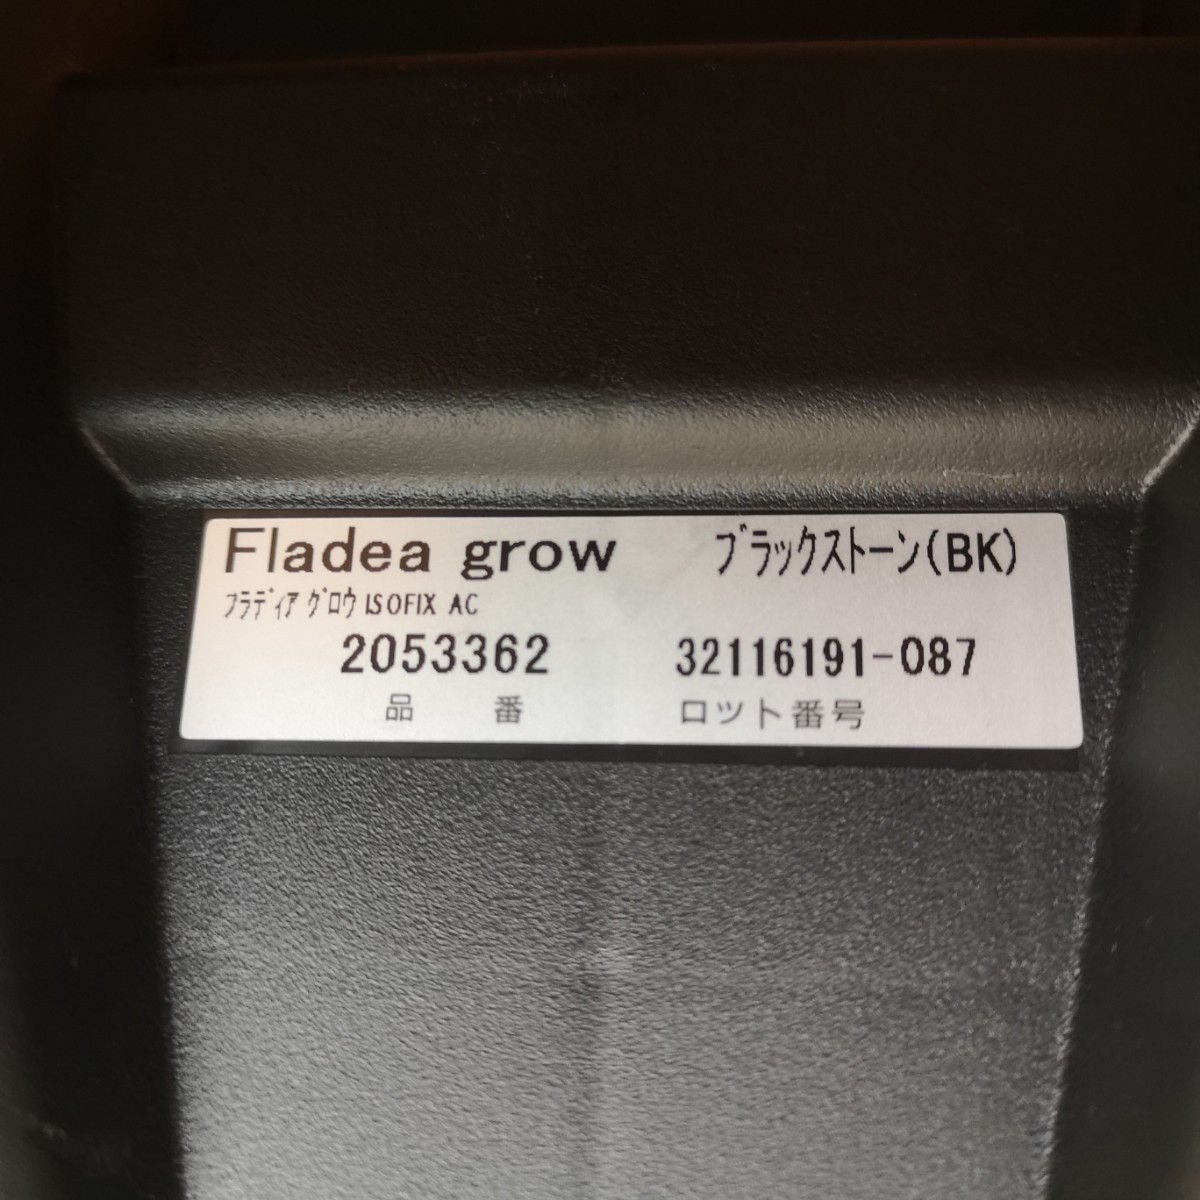 Fladea grow ブラックストーン(BK)
フラディア グロウ ISOFIX AC
2053362 32116191-087
品 番 ロット番号